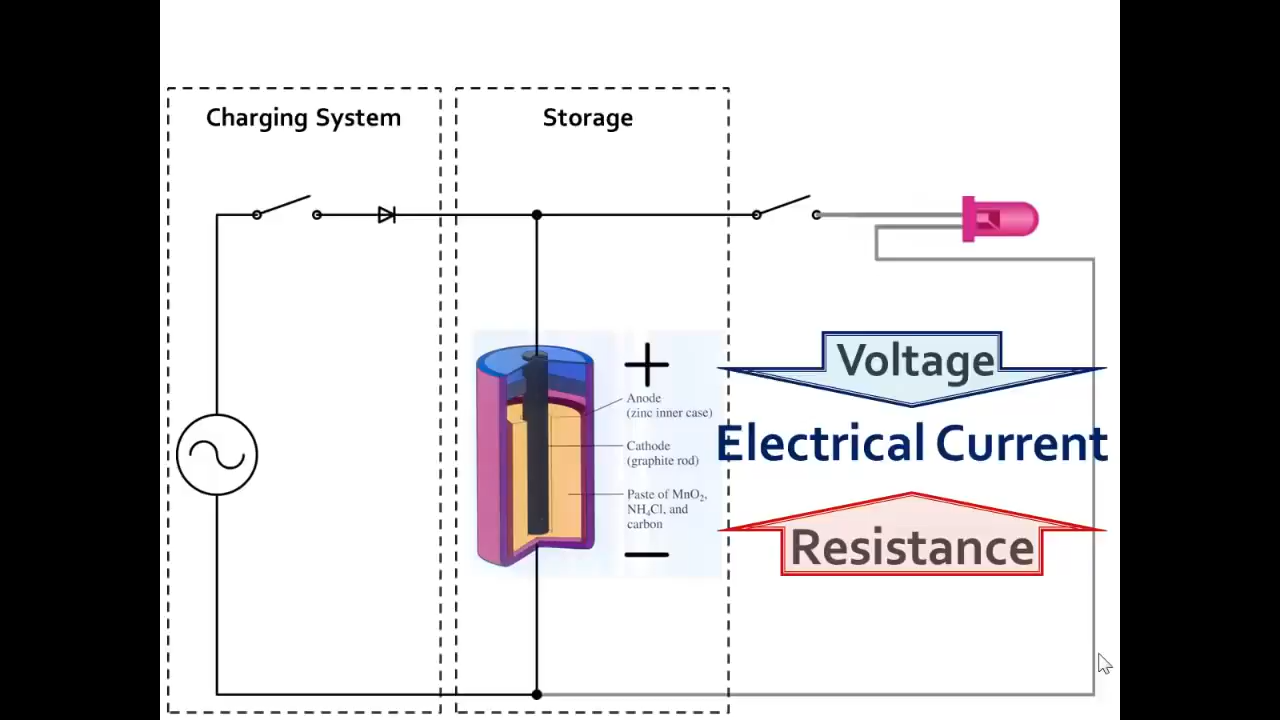 Charging System
Storage
+
Anode
(zinc inner case)
Cathode
(graphite rod)
Paste of MnO₂,
NH₄Cl, and
carbon
−
Voltage
Electrical Current
Resistance